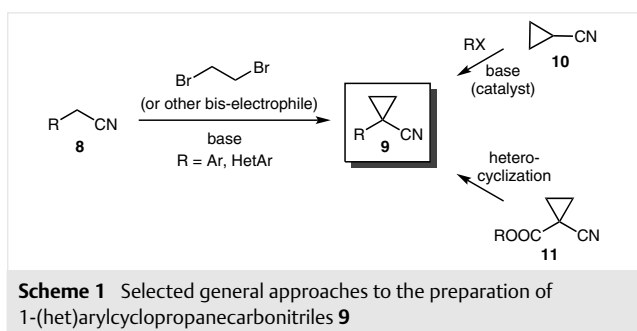 Br
Br
(or other bis-electrophile)
R
CN
8
base
R = Ar, HetAr
R
CN
9
RX
base
(catalyst)
CN
10
hetero-
cyclization
ROOC
CN
11
Scheme 1 Selected general approaches to the preparation of
1-(het)arylcyclopropanecarbonitriles 9